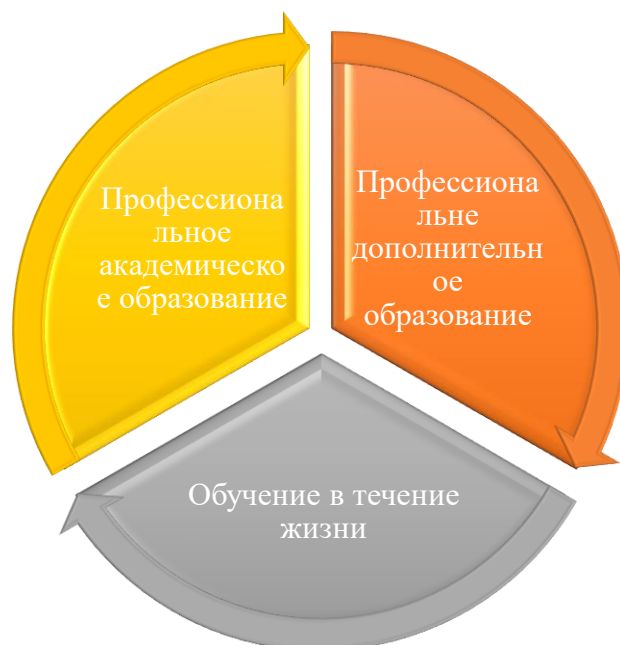 Профессиона
льное
академическо
е образование
Профессиона
льне
дополнительн
ое
образование
Обучение в течение
жизни